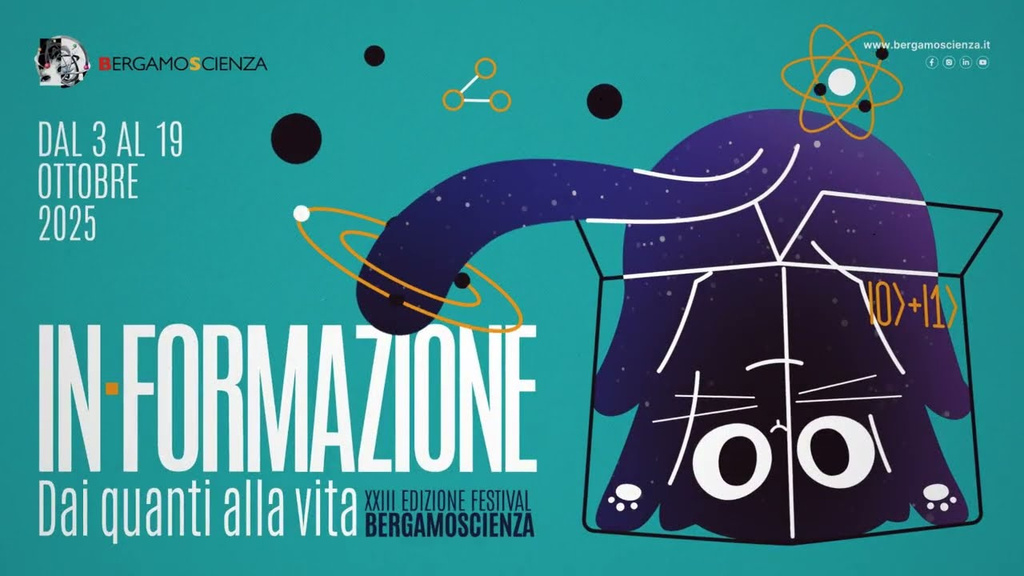 BERGAMOSCIENZA
www.bergamoscienza.it
DAL 3 AL 19
OTTOBRE
2025
|0⟩+|1⟩
IN·FORMAZIONE
Dai quanti alla vita
XXIII EDIZIONE FESTIVAL
BERGAMOSCIENZA